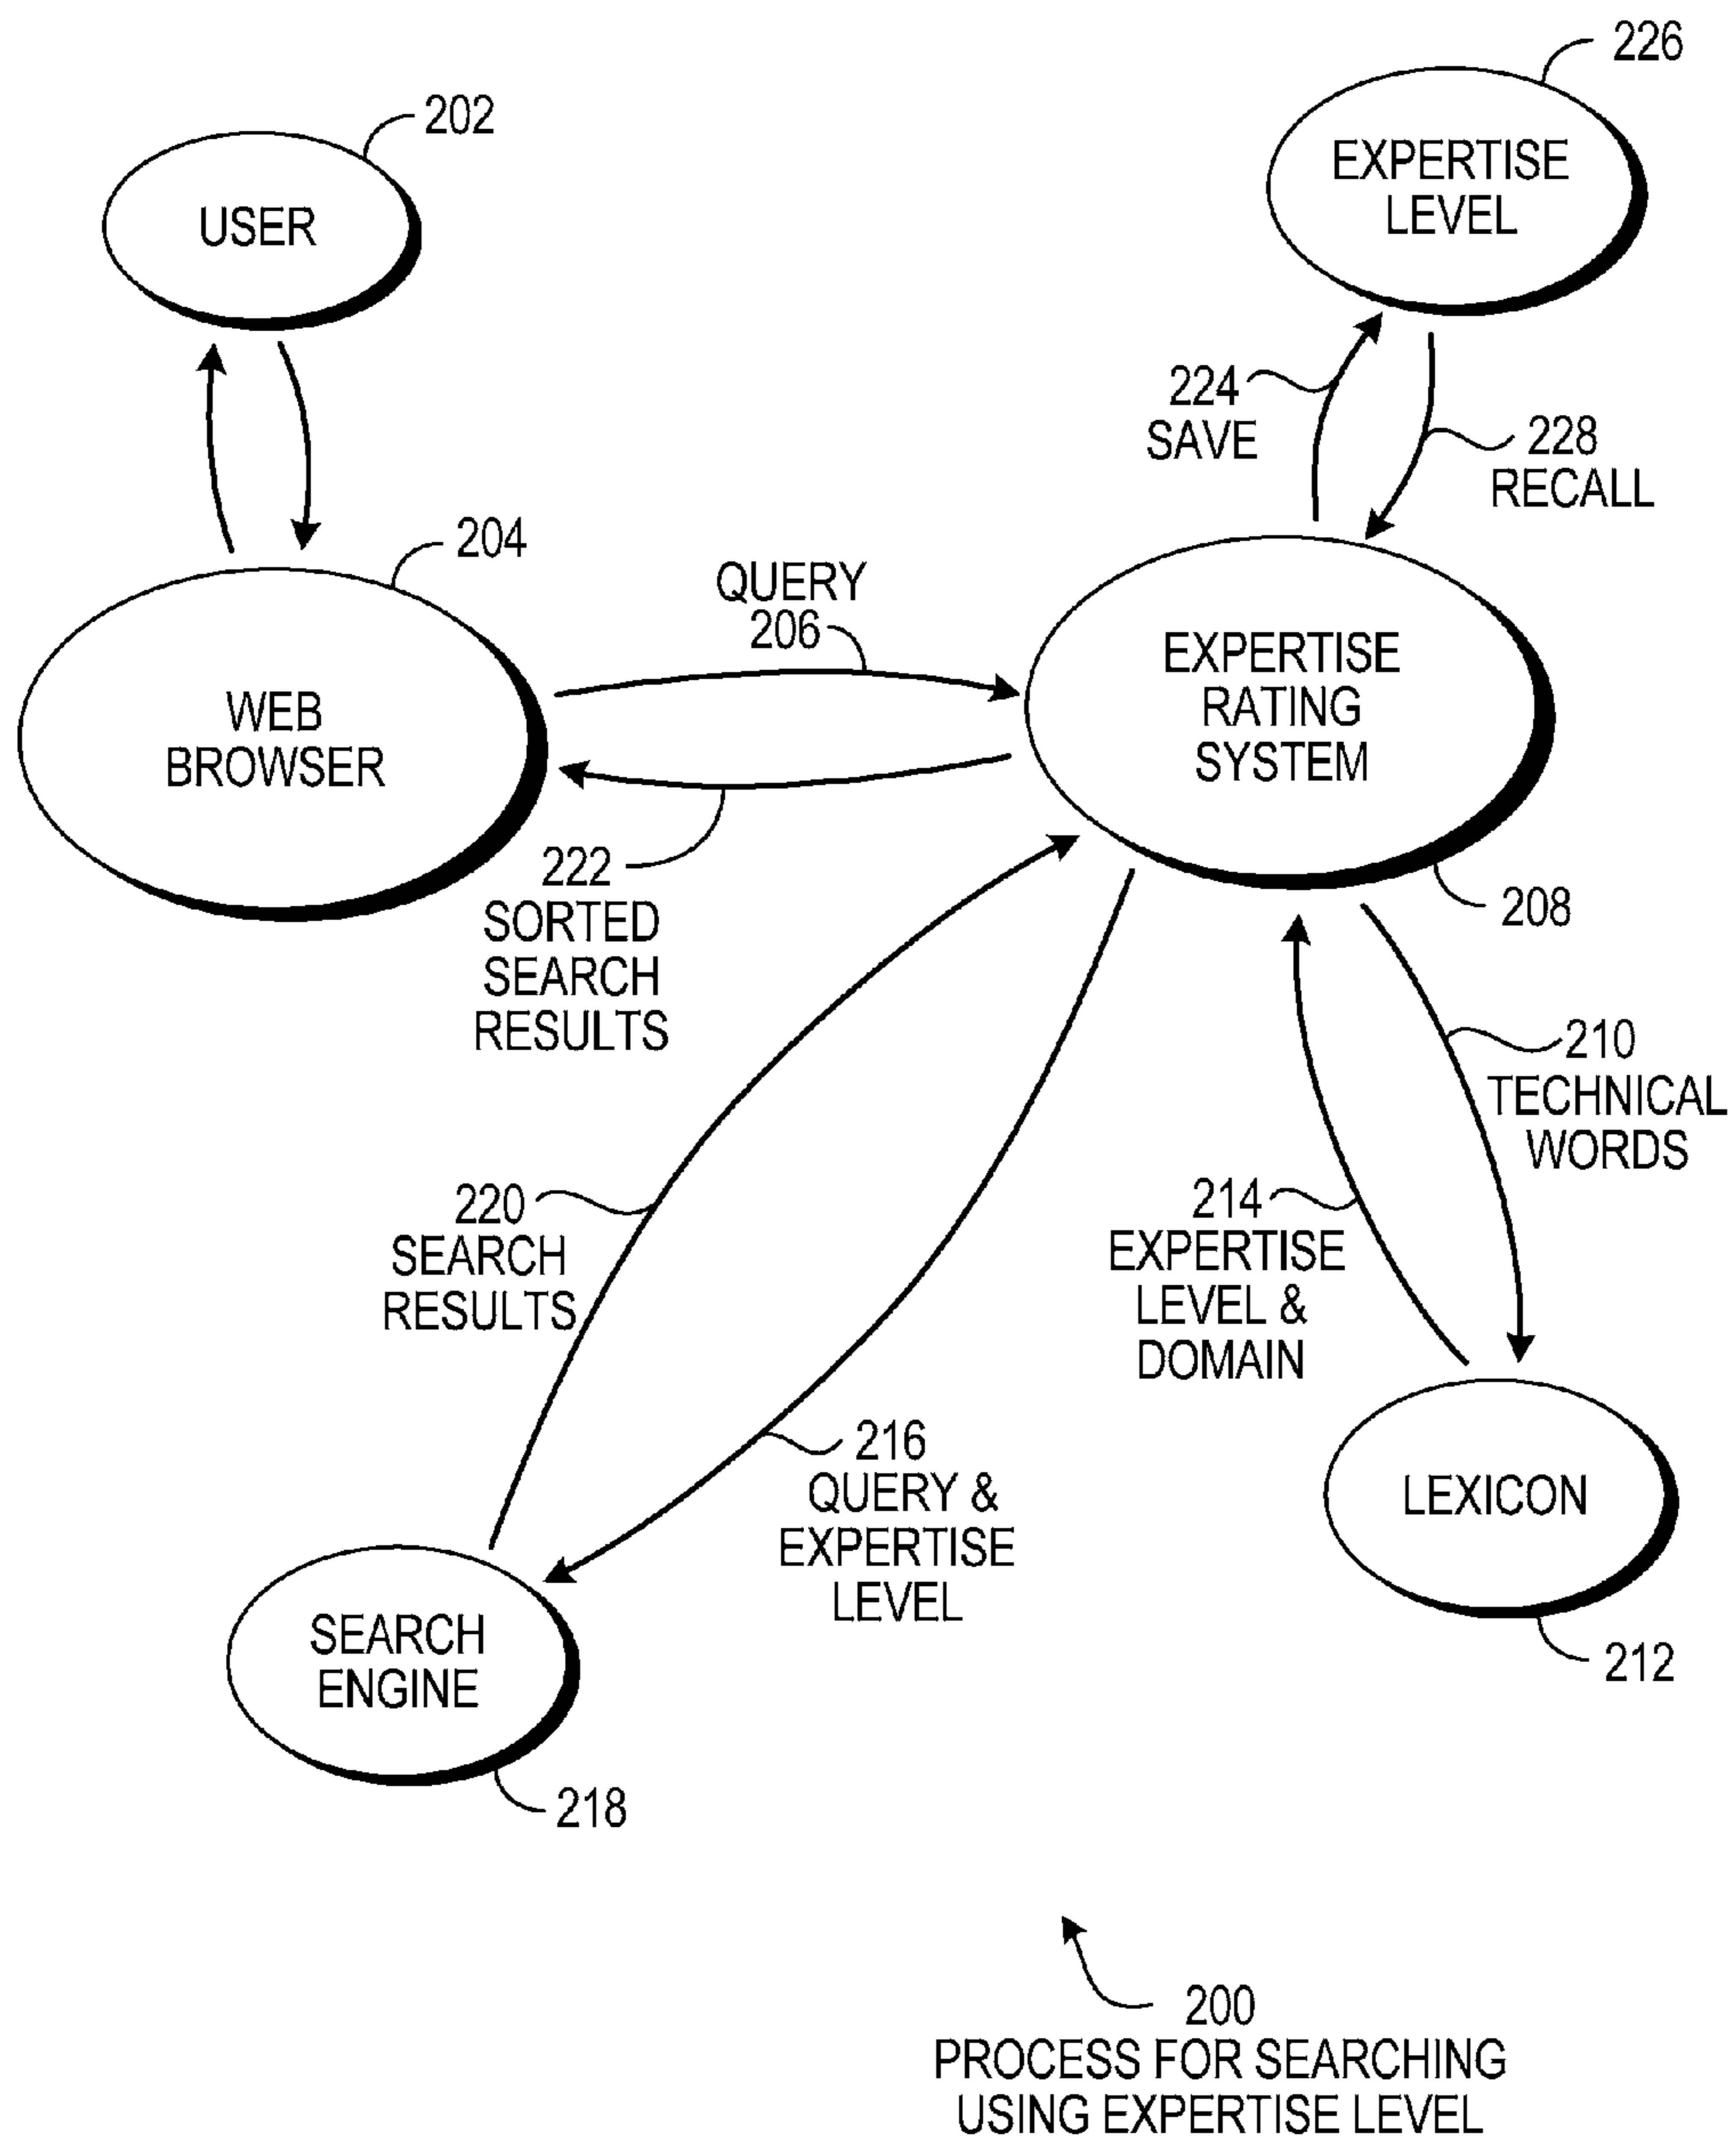 226
202
EXPERTISE
LEVEL
USER
224
SAVE
228
RECALL
204
QUERY
206
WEB
BROWSER
EXPERTISE
RATING
SYSTEM
222
SORTED
SEARCH
RESULTS
208
210
TECHNICAL
WORDS
220
SEARCH
RESULTS
214
EXPERTISE
LEVEL &
DOMAIN
216
QUERY &
EXPERTISE
LEVEL
LEXICON
212
SEARCH
ENGINE
218
200
PROCESS FOR SEARCHING
USING EXPERTISE LEVEL